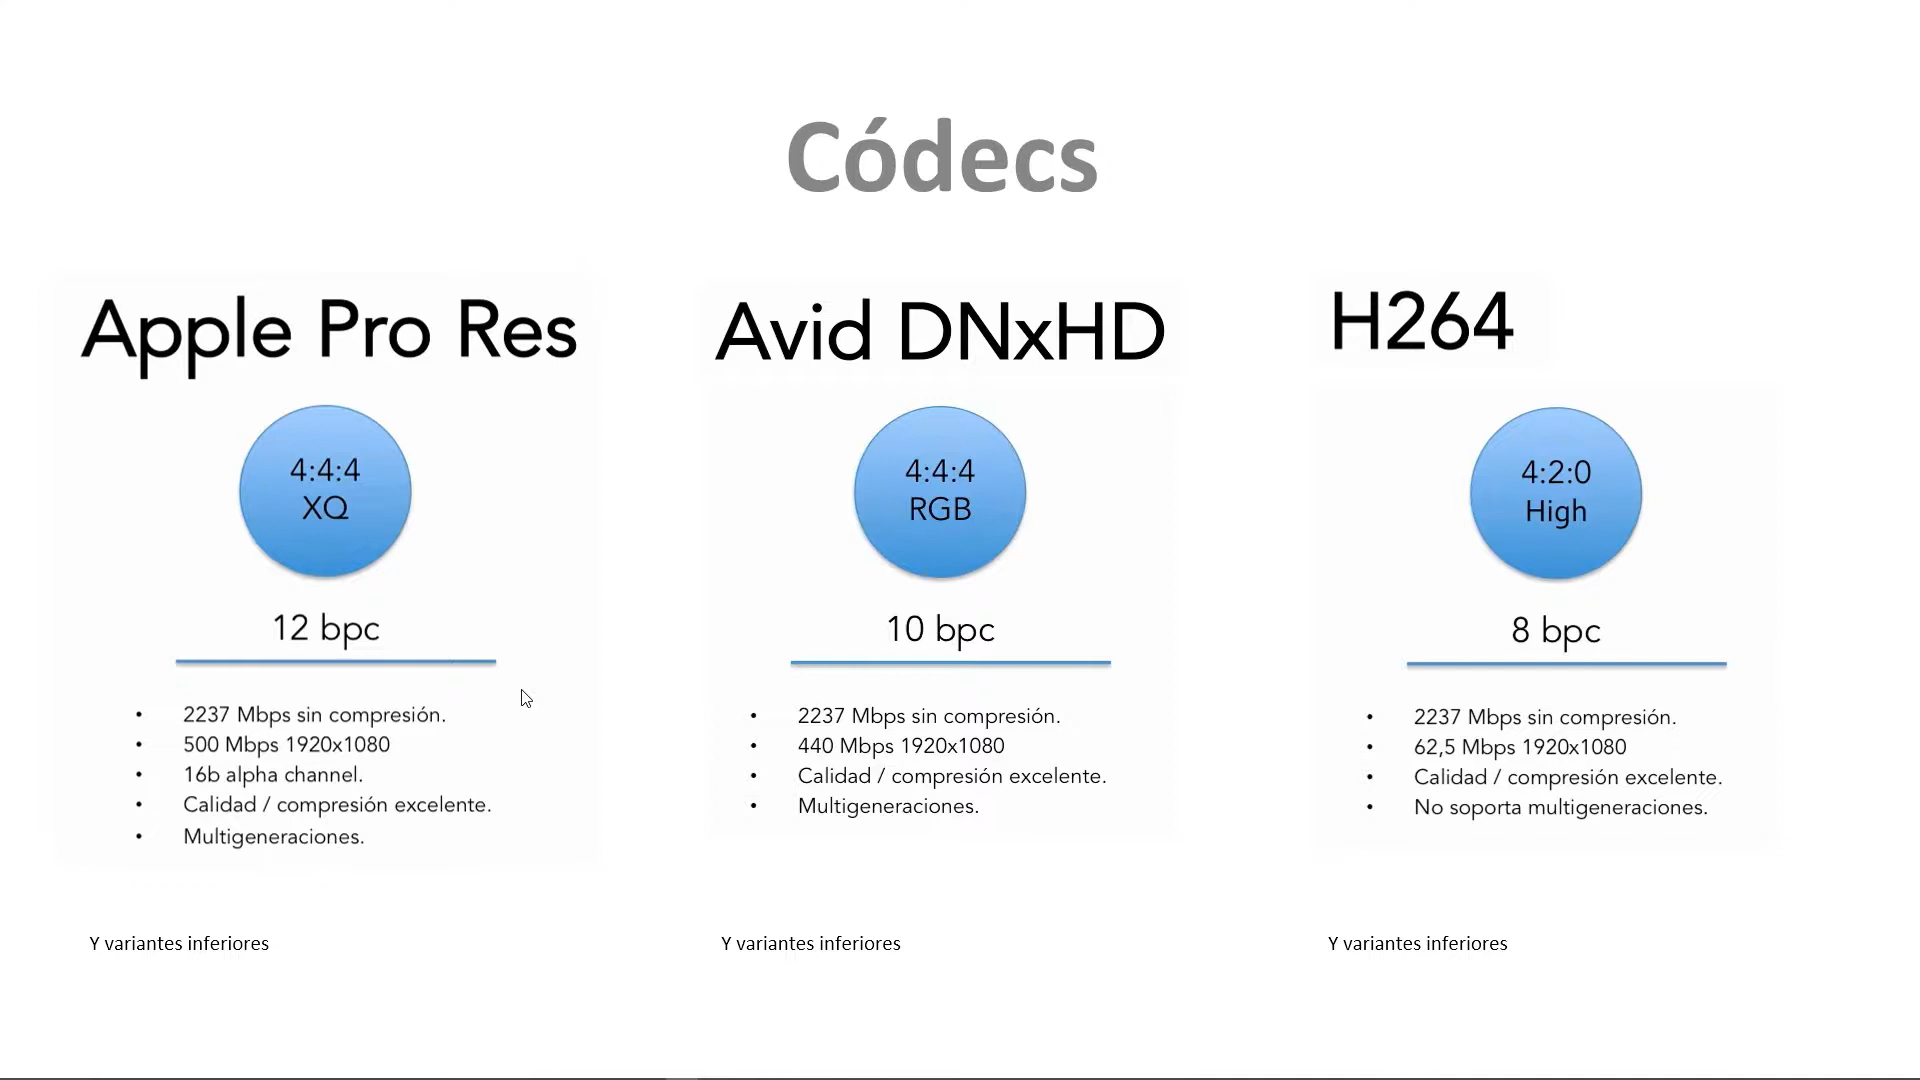 Códecs
Apple Pro Res
4:4:4
XQ
12 bpc
• 2237 Mbps sin compresión.
• 500 Mbps 1920x1080
• 16b alpha channel.
• Calidad / compresión excelente.
• Multigeneraciones.
Y variantes inferiores
Avid DNxHD
4:4:4
RGB
10 bpc
• 2237 Mbps sin compresión.
• 440 Mbps 1920x1080
• Calidad / compresión excelente.
• Multigeneraciones.
Y variantes inferiores
H264
4:2:0
High
8 bpc
• 2237 Mbps sin compresión.
• 62,5 Mbps 1920x1080
• Calidad / compresión excelente.
• No soporta multigeneraciones.
Y variantes inferiores